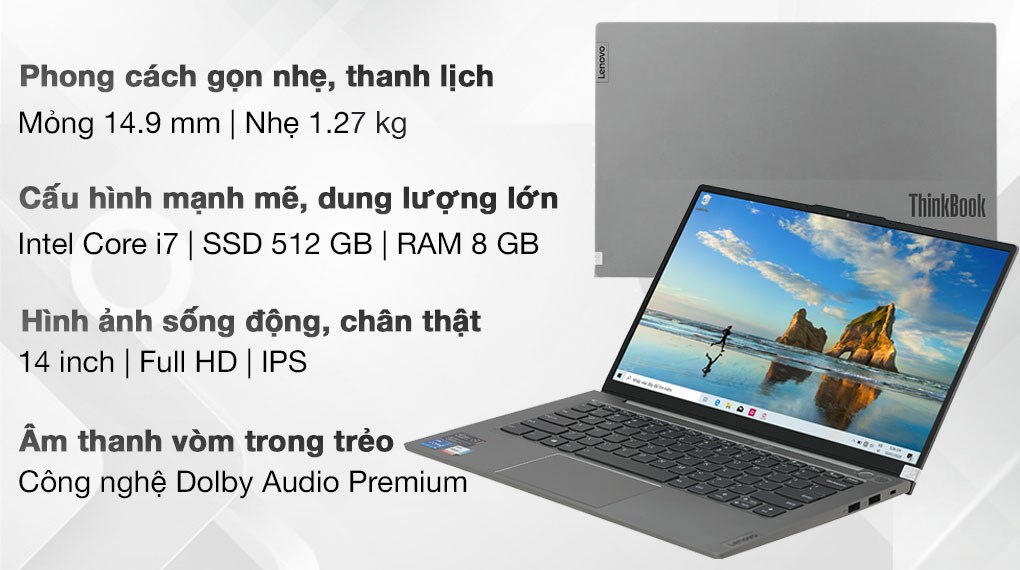 Phong cách gọn nhẹ, thanh lịch
Mỏng 14.9 mm | Nhẹ 1.27 kg
Cấu hình mạnh mẽ, dung lượng lớn
Intel Core i7 | SSD 512 GB | RAM 8 GB
Hình ảnh sống động, chân thật
14 inch | Full HD | IPS
Âm thanh vòm trong trẻo
Công nghệ Dolby Audio Premium
Lenovo
ThinkBook
Lenovo